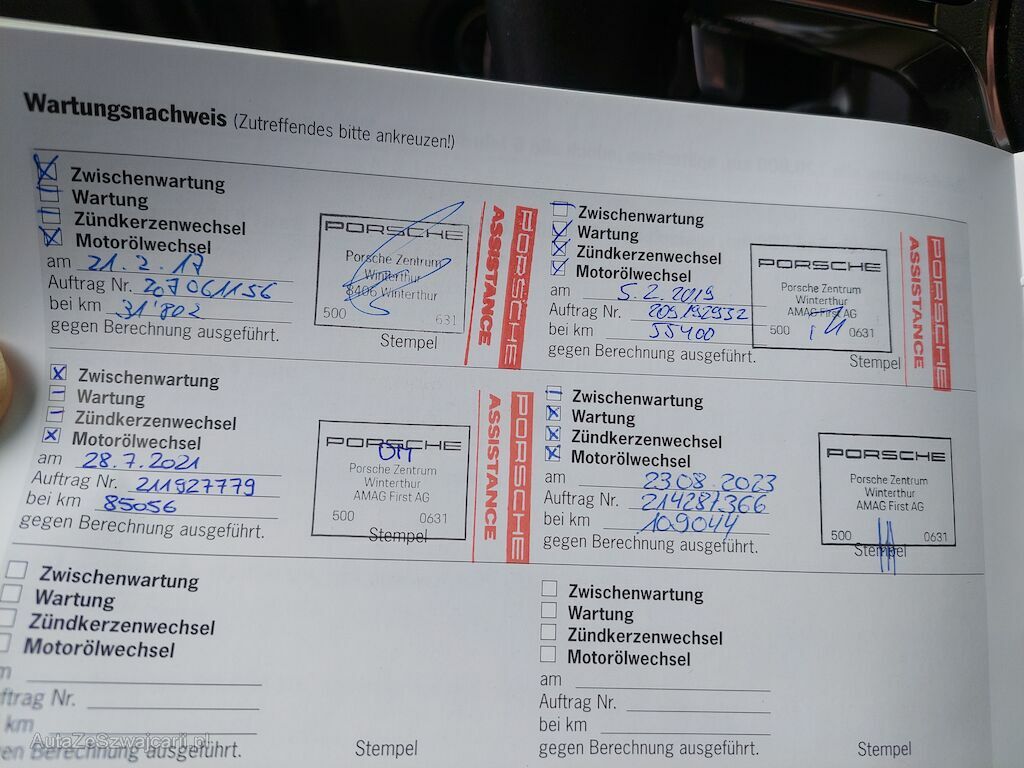 Wartungsnachweis (Zutreffendes bitte ankreuzen!)
Zwischenwartung
Wartung
Zündkerzenwechsel
Motorölwechsel
am 21.2.17
Auftrag Nr. 207061156
bei km 31'802
gegen Berechnung ausgeführt.
PORSCHE
Porsche Zentrum
Winterthur
8406 Winterthur
500 631
Stempel
PORSCHE
ASSISTANCE
Zwischenwartung
Wartung
Zündkerzenwechsel
Motorölwechsel
am 5.2.2019
Auftrag Nr. 209192932
bei km 55400
gegen Berechnung ausgeführt.
PORSCHE
Porsche Zentrum
Winterthur
AMAG First AG
500 0631
Stempel
PORSCHE
ASSISTANCE
Zwischenwartung
Wartung
Zündkerzenwechsel
Motorölwechsel
am 28.7.2021
Auftrag Nr. 211927779
bei km 85056
gegen Berechnung ausgeführt.
PORSCHE
Porsche Zentrum
Winterthur
AMAG First AG
500 0631
Stempel
PORSCHE
ASSISTANCE
Zwischenwartung
Wartung
Zündkerzenwechsel
Motorölwechsel
am 23.08.2023
Auftrag Nr. 214287366
bei km 109044
gegen Berechnung ausgeführt.
PORSCHE
Porsche Zentrum
Winterthur
AMAG First AG
500 0631
Stempel
Zwischenwartung
Wartung
Zündkerzenwechsel
Motorölwechsel
m
uftrag Nr.
km
en Berechnung ausgeführt.
Stempel
Zwischenwartung
Wartung
Zündkerzenwechsel
Motorölwechsel
am
Auftrag Nr.
bei km
gegen Berechnung ausgeführt.
Stempel
AutaZeSzwajcarii.pl